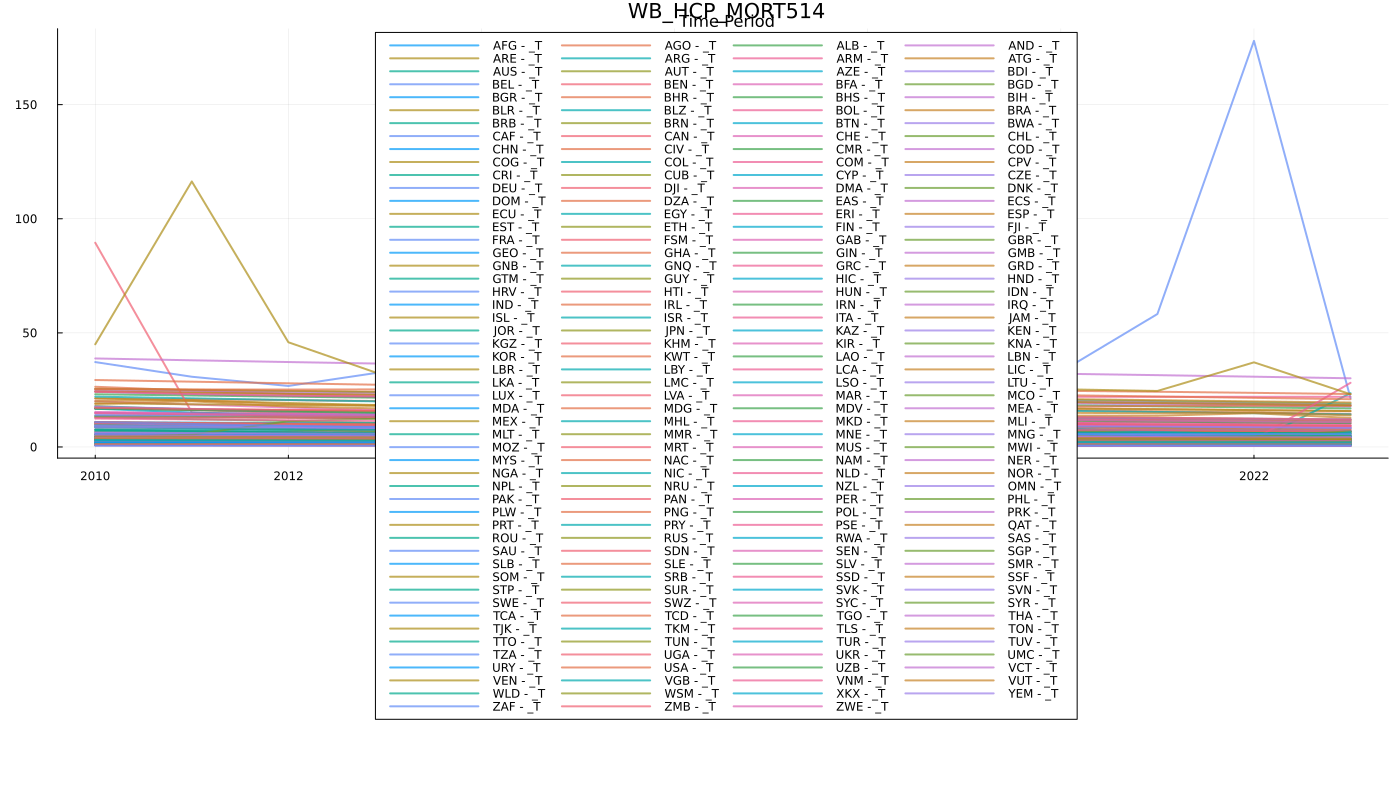 WB_HCP_MORT514
Time Period
AFG - _T AGO - _T ALB - _T AND - _T
ARE - _T ARG - _T ARM - _T ATG - _T
AUS - _T AUT - _T AZE - _T BDI - _T
BEL - _T BEN - _T BFA - _T BGD - _T
BGR - _T BHR - _T BHS - _T BIH - _T
BLR - _T BLZ - _T BOL - _T BRA - _T
BRB - _T BRN - _T BTN - _T BWA - _T
CAF - _T CAN - _T CHE - _T CHL - _T
CHN - _T CIV - _T CMR - _T COD - _T
COG - _T COL - _T COM - _T CPV - _T
CRI - _T CUB - _T CYP - _T CZE - _T
DEU - _T DJI - _T DMA - _T DNK - _T
DOM - _T DZA - _T EAS - _T ECS - _T
ECU - _T EGY - _T ERI - _T ESP - _T
EST - _T ETH - _T FIN - _T FJI - _T
FRA - _T FSM - _T GAB - _T GBR - _T
GEO - _T GHA - _T GIN - _T GMB - _T
GNB - _T GNQ - _T GRC - _T GRD - _T
GTM - _T GUY - _T HIC - _T HND - _T
HRV - _T HTI - _T HUN - _T IDN - _T
IND - _T IRL - _T IRN - _T IRQ - _T
ISL - _T ISR - _T ITA - _T JAM - _T
JOR - _T JPN - _T KAZ - _T KEN - _T
KGZ - _T KHM - _T KIR - _T KNA - _T
KOR - _T KWT - _T LAO - _T LBN - _T
LBR - _T LBY - _T LCA - _T LIC - _T
LKA - _T LMC - _T LSO - _T LTU - _T
LUX - _T LVA - _T MAR - _T MCO - _T
MDA - _T MDG - _T MDV - _T MEA - _T
MEX - _T MHL - _T MKD - _T MLI - _T
MLT - _T MMR - _T MNE - _T MNG - _T
MOZ - _T MRT - _T MUS - _T MWI - _T
MYS - _T NAC - _T NAM - _T NER - _T
NGA - _T NIC - _T NLD - _T NOR - _T
NPL - _T NRU - _T NZL - _T OMN - _T
PAK - _T PAN - _T PER - _T PHL - _T
PLW - _T PNG - _T POL - _T PRK - _T
PRT - _T PRY - _T PSE - _T QAT - _T
ROU - _T RUS - _T RWA - _T SAS - _T
SAU - _T SDN - _T SEN - _T SGP - _T
SLB - _T SLE - _T SLV - _T SMR - _T
SOM - _T SRB - _T SSD - _T SSF - _T
STP - _T SUR - _T SVK - _T SVN - _T
SWE - _T SWZ - _T SYC - _T SYR - _T
TCA - _T TCD - _T TGO - _T THA - _T
TJK - _T TKM - _T TLS - _T TON - _T
TTO - _T TUN - _T TUR - _T TUV - _T
TZA - _T UGA - _T UKR - _T UMC - _T
URY - _T USA - _T UZB - _T VCT - _T
VEN - _T VGB - _T VNM - _T VUT - _T
WLD - _T WSM - _T XKX - _T YEM - _T
ZAF - _T ZMB - _T ZWE - _T
150
100
50
0
2010 2012 2022